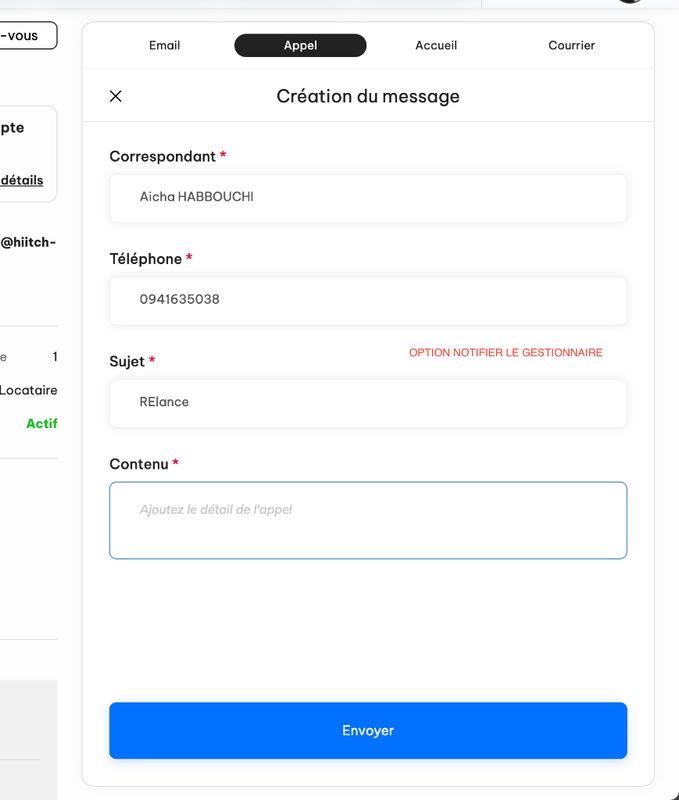 -vous
pte
détails
@hiitch-
e
1
Locataire
Actif
Email
Appel
Accueil
Courrier
Création du message
Correspondant *
Aicha HABBOUCHI
Téléphone *
0941635038
OPTION NOTIFIER LE GESTIONNAIRE
Sujet *
RElance
Contenu *
Ajoutez le détail de l'appel
Envoyer